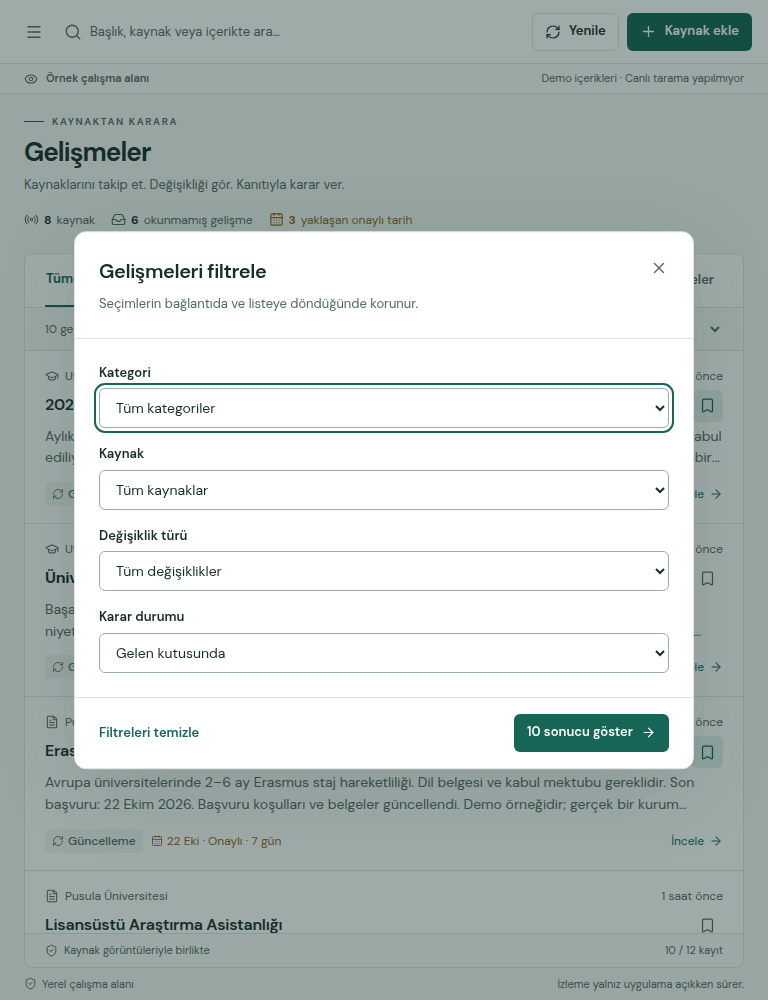 Başlık, kaynak veya içerikte ara...
Yenile
Kaynak ekle
Örnek çalışma alanı
Demo içerikleri · Canlı tarama yapılmıyor
KAYNAKTAN KARARA
Gelişmeler
Kaynaklarını takip et. Değişikliği gör. Kanıtıyla karar ver.
8 kaynak
6 okunmamış gelişme
3 yaklaşan onaylı tarih
Gelişmeleri filtrele
Seçimlerin bağlantıda ve listeye döndüğünde korunur.
Kategori
Tüm kategoriler
Kaynak
Tüm kaynaklar
Değişiklik türü
Tüm değişiklikler
Karar durumu
Gelen kutusunda
Filtreleri temizle
10 sonucu göster
Tüm
10
önce
Aylık
önce
önce
Avrupa üniversitelerinde 2–6 ay Erasmus staj hareketliliği. Dil belgesi ve kabul mektubu gereklidir. Son
başvuru: 22 Ekim 2026. Başvuru koşulları ve belgeler güncellendi. Demo örneğidir; gerçek bir kurum…
Güncelleme
22 Eki · Onaylı · 7 gün
İncele
Pusula Üniversitesi
1 saat önce
Lisansüstü Araştırma Asistanlığı
Kaynak görüntüleriyle birlikte
10 / 12 kayıt
Yerel çalışma alanı
İzleme yalnız uygulama açıkken sürer.